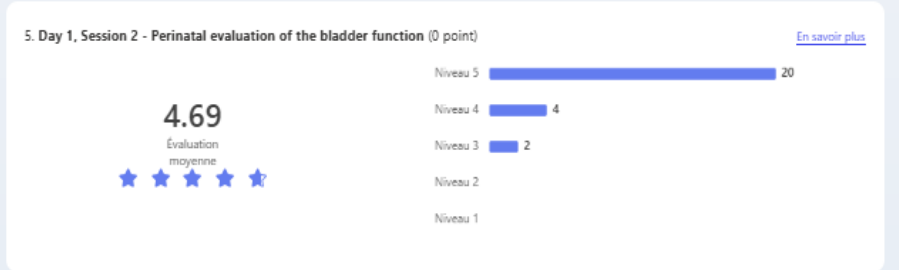 5. Day 1, Session 2 - Perinatal evaluation of the bladder function (0 point)
En savoir plus
4.69
Évaluation
moyenne
Niveau 5 20
Niveau 4 4
Niveau 3 2
Niveau 2
Niveau 1